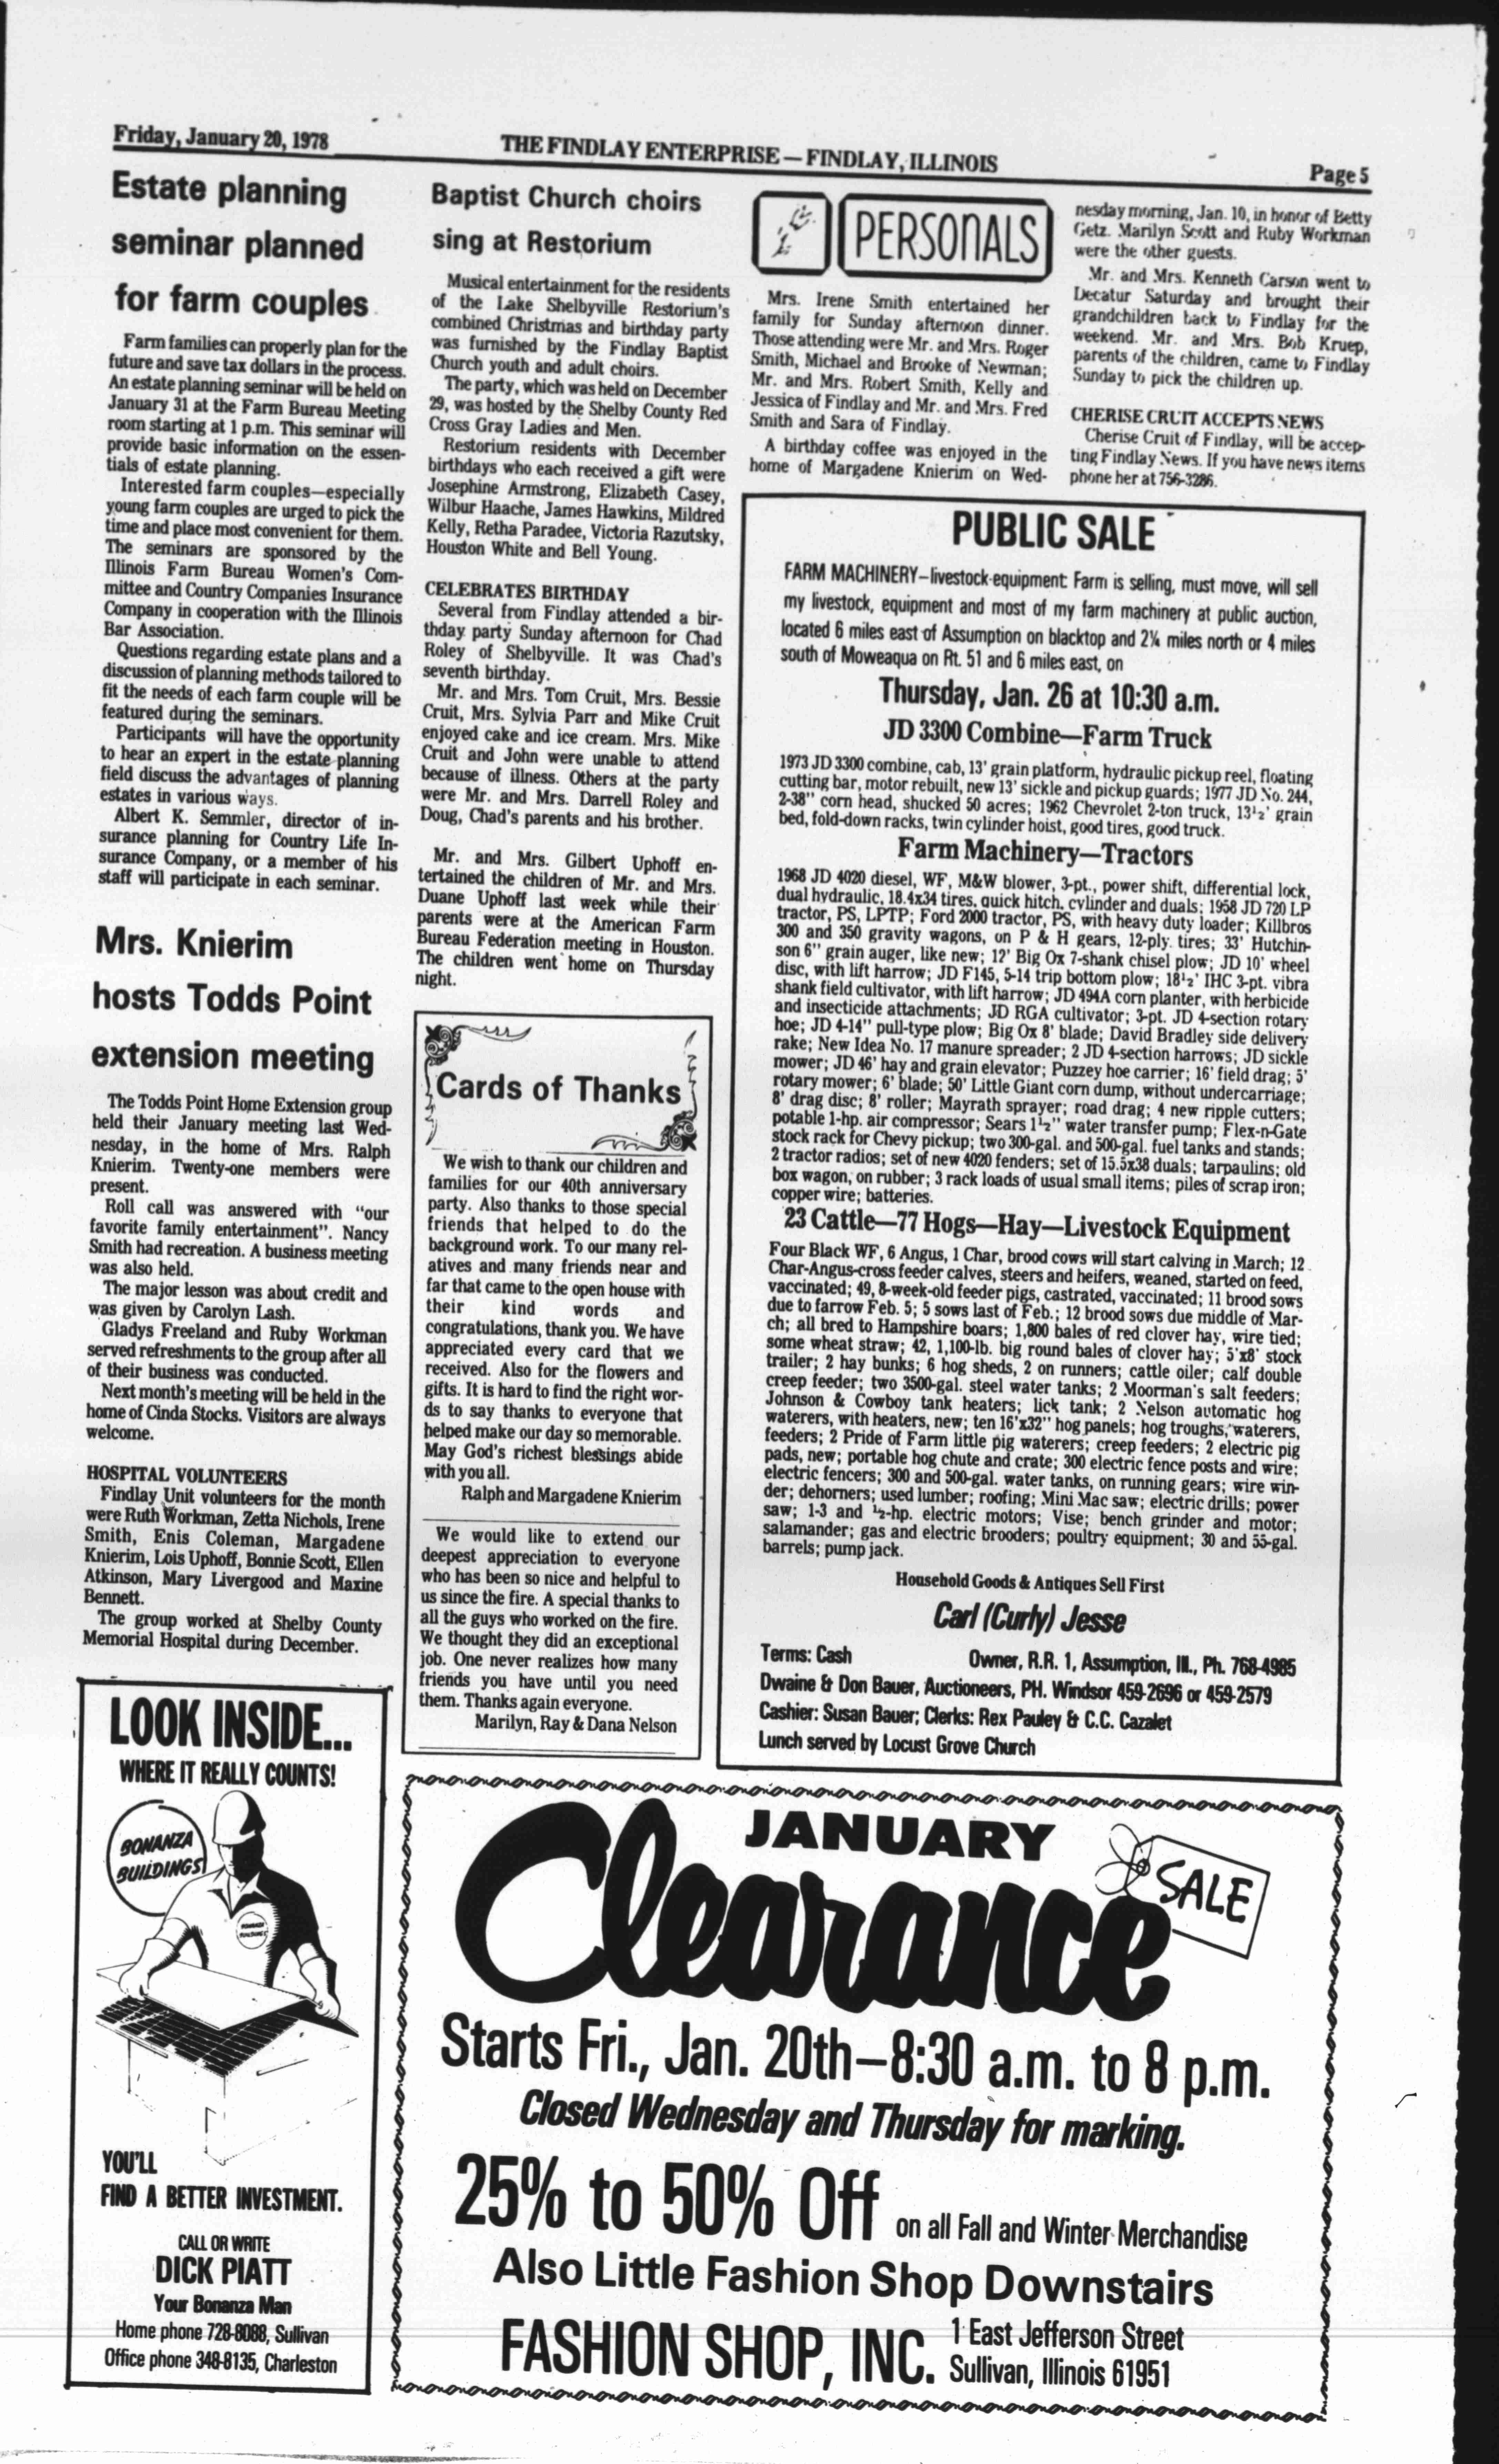 Friday, January 20, 1978
THE FINDLAY ENTERPRISE — FINDLAY, ILLINOIS
Page 5
Estate planning
seminar planned
for farm couples
Farm families can properly plan for the
future and save tax dollars in the process.
An estate planning seminar will be held on
January 31 at the Farm Bureau Meeting
room starting at 1 p.m. This seminar will
provide basic information on the essen-
tials of estate planning.
Interested farm couples—especially
young farm couples are urged to pick the
time and place most convenient for them.
The seminars are sponsored by the
Illinois Farm Bureau Women's Com-
mittee and Country Companies Insurance
Company in cooperation with the Illinois
Bar Association.
Questions regarding estate plans and a
discussion of planning methods tailored to
fit the needs of each farm couple will be
featured during the seminars.
Participants will have the opportunity
to hear an expert in the estate planning
field discuss the advantages of planning
estates in various ways.
Albert K. Semmler, director of in-
surance planning for Country Life In-
surance Company, or a member of his
staff will participate in each seminar.
Mrs. Knierim
hosts Todds Point
extension meeting
The Todds Point Home Extension group
held their January meeting last Wed-
nesday, in the home of Mrs. Ralph
Knierim. Twenty-one members were
present.
Roll call was answered with "our
favorite family entertainment". Nancy
Smith had recreation. A business meeting
was also held.
The major lesson was about credit and
was given by Carolyn Lash.
Gladys Freeland and Ruby Workman
served refreshments to the group after all
of their business was conducted.
Next month's meeting will be held in the
home of Cinda Stocks. Visitors are always
welcome.
HOSPITAL VOLUNTEERS
Findlay Unit volunteers for the month
were Ruth Workman, Zetta Nichols, Irene
Smith, Enis Coleman, Margadene
Knierim, Lois Uphoff, Bonnie Scott, Ellen
Atkinson, Mary Livergood and Maxine
Bennett.
The group worked at Shelby County
Memorial Hospital during December.
LOOK INSIDE...
WHERE IT REALLY COUNTS!
BONANZA
BUILDINGS
BONANZA
BUILDINGS
YOU'LL
FIND A BETTER INVESTMENT.
CALL OR WRITE
DICK PIATT
Your Bonanza Man
Home phone 728-8088, Sullivan
Office phone 348-8135, Charleston
Baptist Church choirs
sing at Restorium
Musical entertainment for the residents
of the Lake Shelbyville Restorium's
combined Christmas and birthday party
was furnished by the Findlay Baptist
Church youth and adult choirs.
The party, which was held on December
29, was hosted by the Shelby County Red
Cross Gray Ladies and Men.
Restorium residents with December
birthdays who each received a gift were
Josephine Armstrong, Elizabeth Casey,
Wilbur Haache, James Hawkins, Mildred
Kelly, Retha Paradee, Victoria Razutsky,
Houston White and Bell Young.
CELEBRATES BIRTHDAY
Several from Findlay attended a bir-
thday party Sunday afternoon for Chad
Roley of Shelbyville. It was Chad's
seventh birthday.
Mr. and Mrs. Tom Cruit, Mrs. Bessie
Cruit, Mrs. Sylvia Parr and Mike Cruit
enjoyed cake and ice cream. Mrs. Mike
Cruit and John were unable to attend
because of illness. Others at the party
were Mr. and Mrs. Darrell Roley and
Doug, Chad's parents and his brother.
Mr. and Mrs. Gilbert Uphoff en-
tertained the children of Mr. and Mrs.
Duane Uphoff last week while their
parents were at the American Farm
Bureau Federation meeting in Houston.
The children went home on Thursday
night.
Cards of Thanks
We wish to thank our children and
families for our 40th anniversary
party. Also thanks to those special
friends that helped to do the
background work. To our many rel-
atives and many friends near and
far that came to the open house with
their kind words and
congratulations, thank you. We have
appreciated every card that we
received. Also for the flowers and
gifts. It is hard to find the right wor-
ds to say thanks to everyone that
helped make our day so memorable.
May God's richest blessings abide
with you all.
Ralph and Margadene Knierim
We would like to extend our
deepest appreciation to everyone
who has been so nice and helpful to
us since the fire. A special thanks to
all the guys who worked on the fire.
We thought they did an exceptional
job. One never realizes how many
friends you have until you need
them. Thanks again everyone.
Marilyn, Ray & Dana Nelson
PERSONALS
Mrs. Irene Smith entertained her
family for Sunday afternoon dinner.
Those attending were Mr. and Mrs. Roger
Smith, Michael and Brooke of Newman;
Mr. and Mrs. Robert Smith, Kelly and
Jessica of Findlay and Mr. and Mrs. Fred
Smith and Sara of Findlay.
A birthday coffee was enjoyed in the
home of Margadene Knierim on Wed-
nesday morning, Jan. 10, in honor of Betty
Getz. Marilyn Scott and Ruby Workman
were the other guests.
Mr. and Mrs. Kenneth Carson went to
Decatur Saturday and brought their
grandchildren back to Findlay for the
weekend. Mr. and Mrs. Bob Kruep,
parents of the children, came to Findlay
Sunday to pick the children up.
CHERISE CRUIT ACCEPTS NEWS
Cherise Cruit of Findlay, will be accep-
ting Findlay News. If you have news items
phone her at 756-3286.
PUBLIC SALE
FARM MACHINERY—livestock-equipment: Farm is selling, must move, will sell
my livestock, equipment and most of my farm machinery at public auction,
located 6 miles east of Assumption on blacktop and 2¼ miles north or 4 miles
south of Moweaqua on Rt. 51 and 6 miles east, on
Thursday, Jan. 26 at 10:30 a.m.
JD 3300 Combine—Farm Truck
1973 JD 3300 combine, cab, 13' grain platform, hydraulic pickup reel, floating
cutting bar, motor rebuilt, new 13' sickle and pickup guards; 1977 JD No. 244,
2-38" corn head, shucked 50 acres; 1962 Chevrolet 2-ton truck, 13½' grain
bed, fold-down racks, twin cylinder hoist, good tires, good truck.
Farm Machinery—Tractors
1968 JD 4020 diesel, WF, M&W blower, 3-pt., power shift, differential lock,
dual hydraulic, 18.4x34 tires, quick hitch, cylinder and duals; 1958 JD 720 LP
tractor, PS, LPTP; Ford 2000 tractor, PS, with heavy duty loader; Killbros
300 and 350 gravity wagons, on P & H gears, 12-ply. tires; 33' Hutchin-
son 6" grain auger, like new; 12' Big Ox 7-shank chisel plow; JD 10' wheel
disc, with lift harrow; JD F145, 5-14 trip bottom plow; 18½' IHC 3-pt. vibra
shank field cultivator, with lift harrow; JD 494A corn planter, with herbicide
and insecticide attachments; JD RGA cultivator; 3-pt. JD 4-section rotary
hoe; JD 4-14" pull-type plow; Big Ox 8' blade; David Bradley side delivery
rake; New Idea No. 17 manure spreader; 2 JD 4-section harrows; JD sickle
mower; JD 46' hay and grain elevator; Puzzey hoe carrier; 16' field drag; 5'
rotary mower; 6' blade; 50' Little Giant corn dump, without undercarriage;
8' drag disc; 8' roller; Mayrath sprayer; road drag; 4 new ripple cutters;
potable 1-hp. air compressor; Sears 1½" water transfer pump; Flex-n-Gate
stock rack for Chevy pickup; two 300-gal. and 500-gal. fuel tanks and stands;
2 tractor radios; set of new 4020 fenders; set of 15.5x38 duals; tarpaulins; old
box wagon, on rubber; 3 rack loads of usual small items; piles of scrap iron;
copper wire; batteries.
23 Cattle—77 Hogs—Hay—Livestock Equipment
Four Black WF, 6 Angus, 1 Char, brood cows will start calving in March; 12
Char-Angus-cross feeder calves, steers and heifers, weaned, started on feed,
vaccinated; 49, 8-week-old feeder pigs, castrated, vaccinated; 11 brood sows
due to farrow Feb. 5; 5 sows last of Feb.; 12 brood sows due middle of Mar-
ch; all bred to Hampshire boars; 1,800 bales of red clover hay, wire tied;
some wheat straw; 42, 1,100-lb. big round bales of clover hay; 5'x8' stock
trailer; 2 hay bunks; 6 hog sheds, 2 on runners; cattle oiler; calf double
creep feeder; two 3500-gal. steel water tanks; 2 Moorman's salt feeders;
Johnson & Cowboy tank heaters; lick tank; 2 Nelson automatic hog
waterers, with heaters, new; ten 16'x32" hog panels; hog troughs; waterers,
feeders; 2 Pride of Farm little pig waterers; creep feeders; 2 electric pig
pads, new; portable hog chute and crate; 300 electric fence posts and wire;
electric fencers; 300 and 500-gal. water tanks, on running gears; wire win-
der; dehorners; used lumber; roofing; Mini Mac saw; electric drills; power
saw; 1-3 and ½-hp. electric motors; Vise; bench grinder and motor;
salamander; gas and electric brooders; poultry equipment; 30 and 55-gal.
barrels; pump jack.
Household Goods & Antiques Sell First
Carl (Curly) Jesse
Terms: Cash
Owner, R.R. 1, Assumption, Ill., Ph. 768-4985
Dwaine & Don Bauer, Auctioneers, PH. Windsor 459-2696 or 459-2579
Cashier: Susan Bauer; Clerks: Rex Pauley & C.C. Cazalet
Lunch served by Locust Grove Church
JANUARY
Clearance
SALE
Starts Fri., Jan. 20th—8:30 a.m. to 8 p.m.
Closed Wednesday and Thursday for marking.
25% to 50% Off on all Fall and Winter Merchandise
Also Little Fashion Shop Downstairs
FASHION SHOP, INC.
1 East Jefferson Street
Sullivan, Illinois 61951